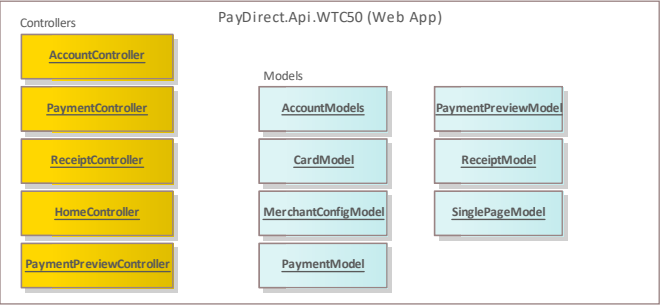 PayDirect.Api.WTC50 (Web App)
Controllers
AccountController
PaymentController
ReceiptController
HomeController
PaymentPreviewController
Models
AccountModels
CardModel
MerchantConfigModel
PaymentModel
PaymentPreviewModel
ReceiptModel
SinglePageModel